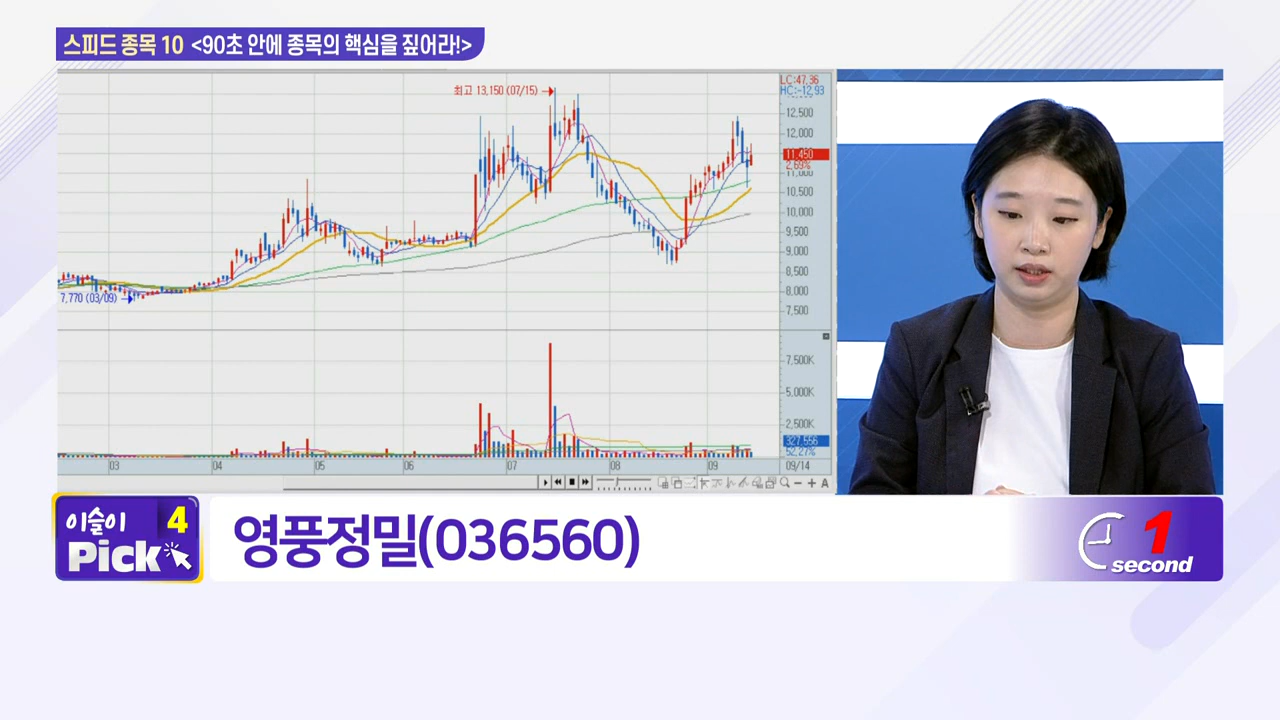 스피드 종목 10 <90초 안에 종목의 핵심을 짚어라!>
최고 13,150 (07/15)
LC:47.36
HC:-12.93
12,500
12,000
11,450
2.69%
11,000
10,500
10,000
9,500
9,000
8,500
8,000
7,500
7,770 (03/09)
7,500K
5,000K
2,500K
327,556
52.27%
03
04
05
06
07
08
09
09/14
A
이슬이 4
Pick
영풍정밀(036560)
1
second